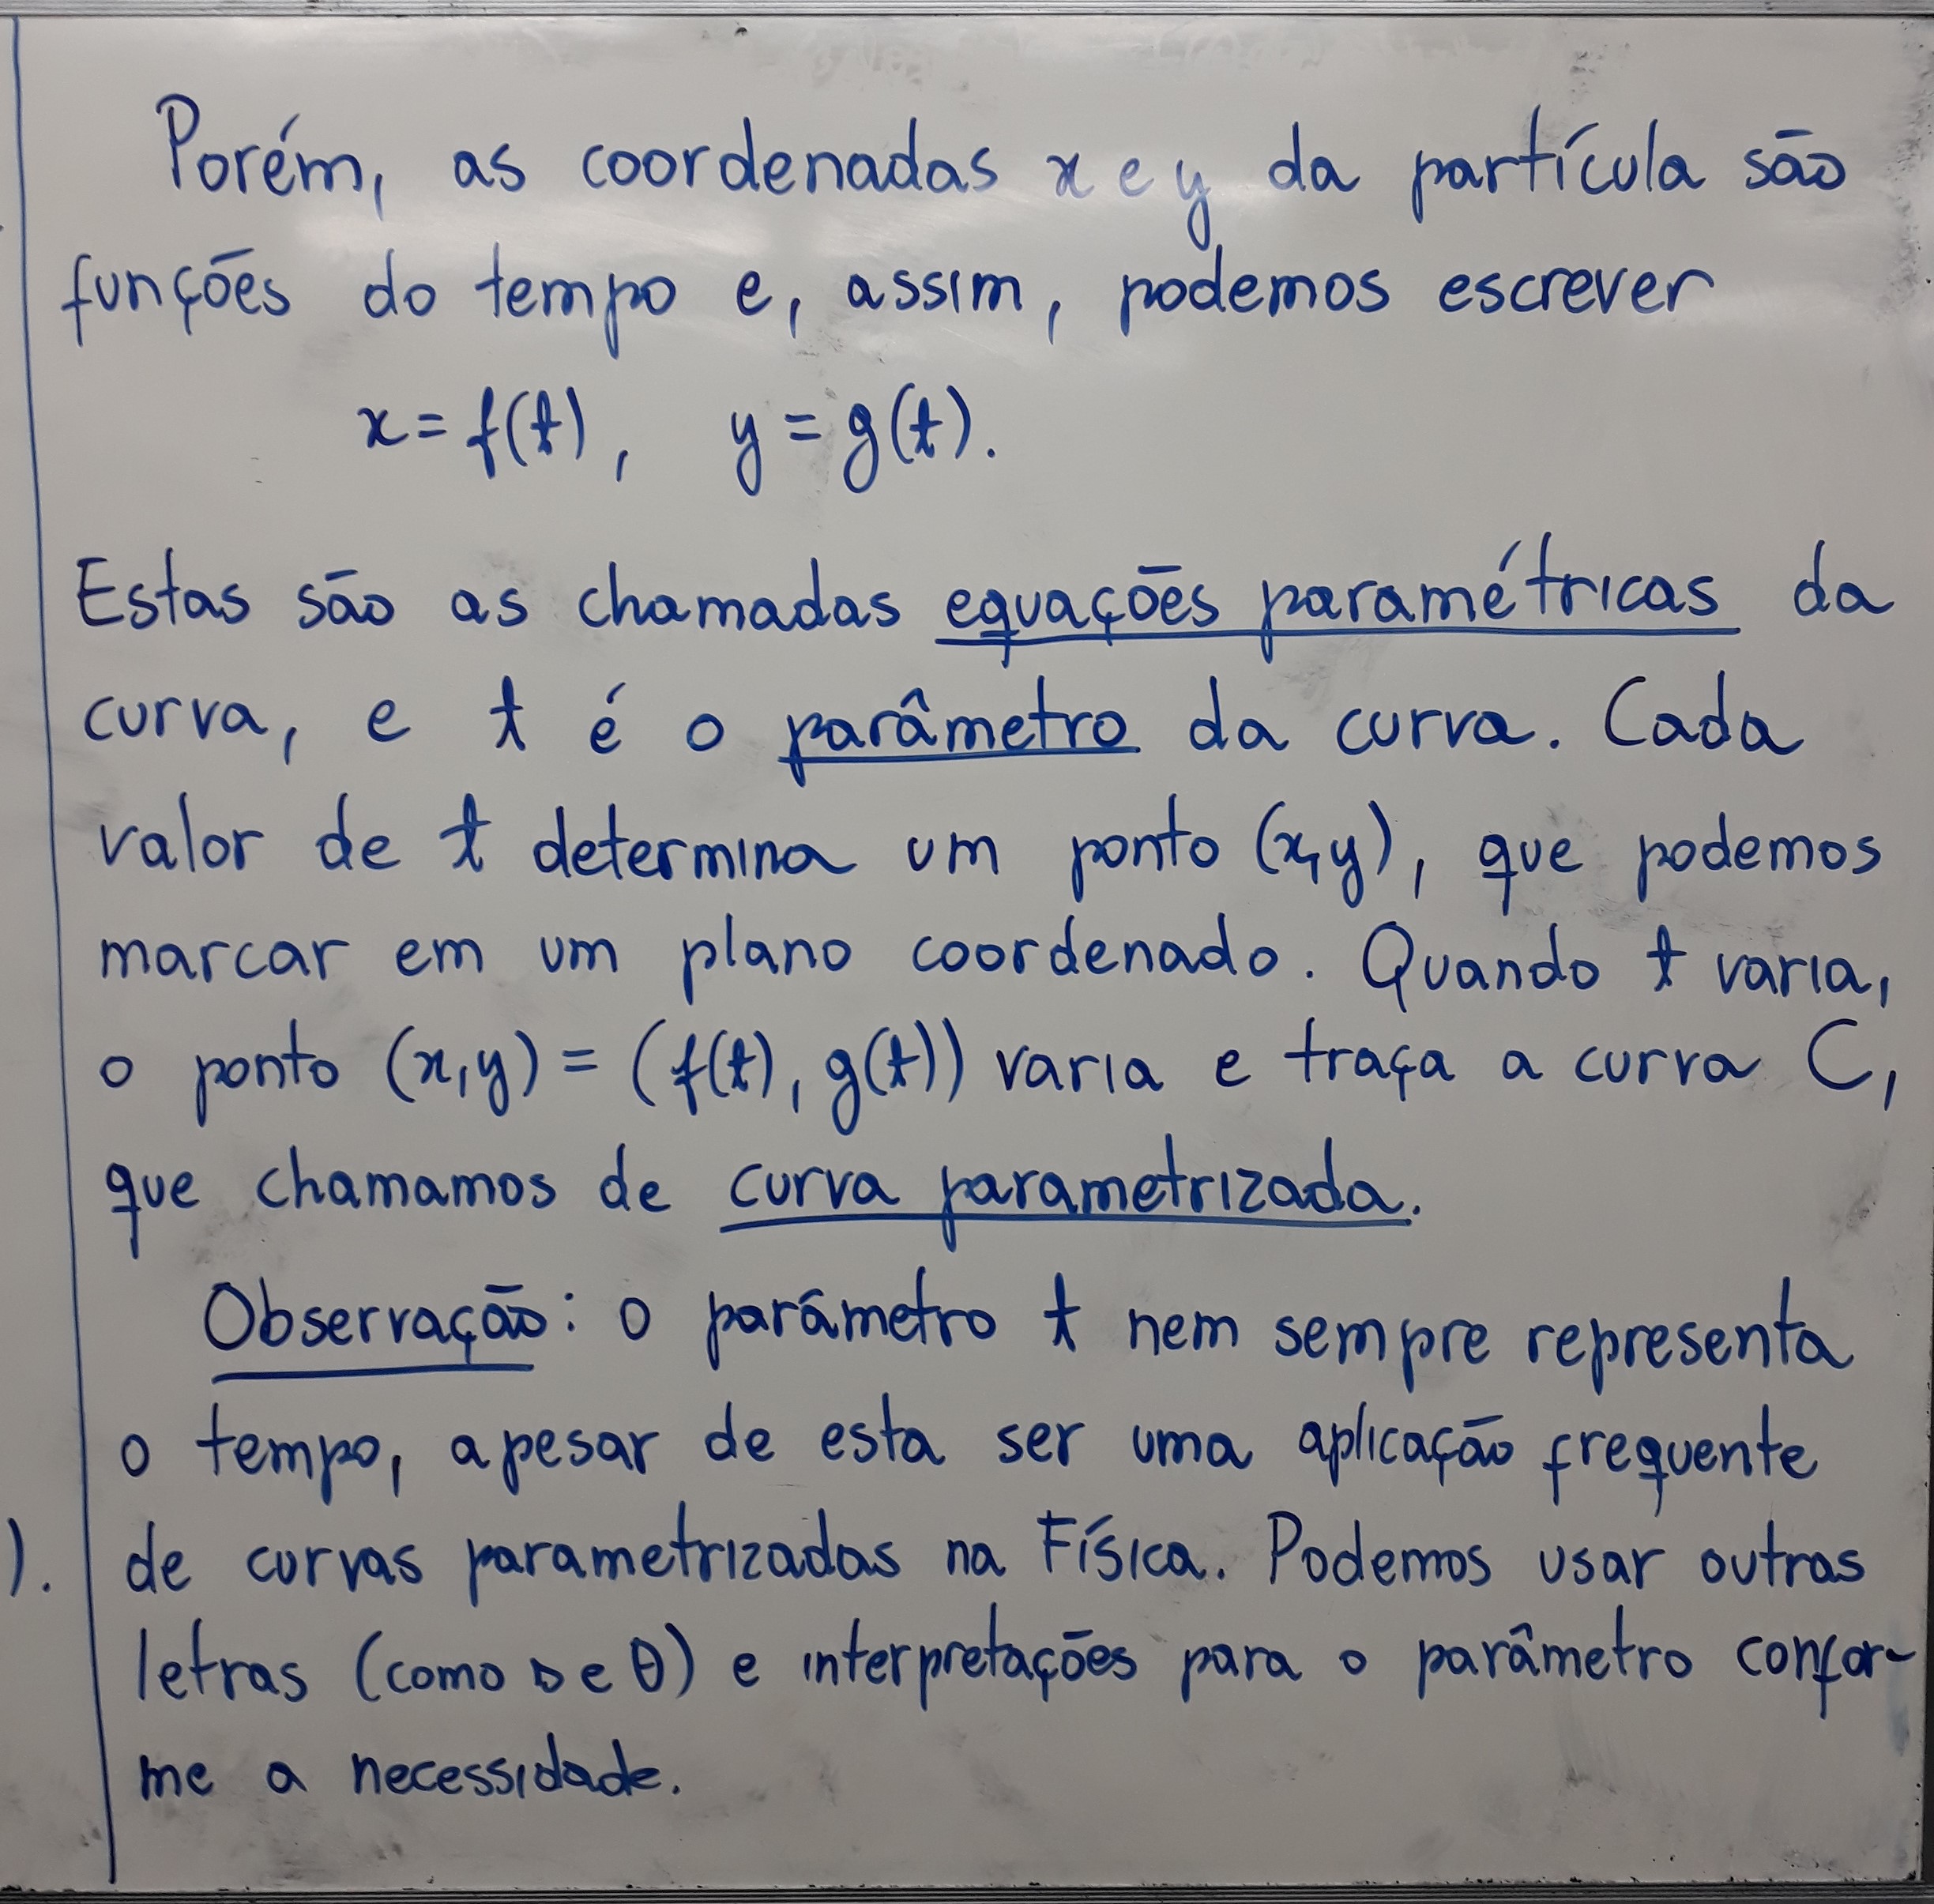 Porém, as coordenadas x e y da partícula são
funções do tempo e, assim, podemos escrever
x = f(t), y = g(t).
Estas são as chamadas equações paramétricas da
curva, e t é o parâmetro da curva. Cada
valor de t determina um ponto (x,y), que podemos
marcar em um plano coordenado. Quando t varia,
o ponto (x,y) = (f(t), g(t)) varia e traça a curva C,
que chamamos de curva parametrizada.
Observação: o parâmetro t nem sempre representa
o tempo, apesar de esta ser uma aplicação frequente
). de curvas parametrizadas na Física. Podemos usar outras
letras (como s e θ) e interpretações para o parâmetro confor-
me a necessidade.